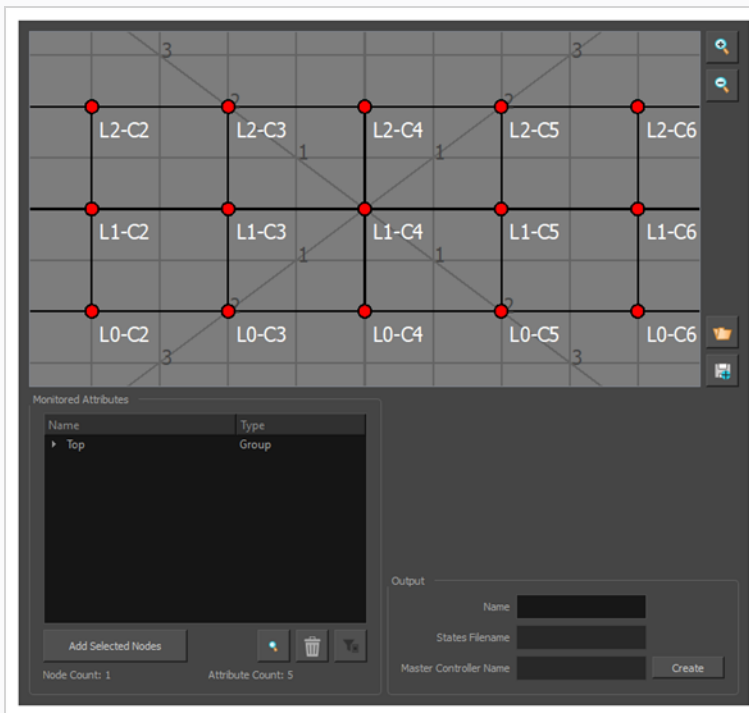 3 3
2 2
L2-C2 L2-C3 L2-C4 L2-C5 L2-C6
1 1
L1-C2 L1-C3 L1-C4 L1-C5 L1-C6
1 1
2 2
L0-C2 L0-C3 L0-C4 L0-C5 L0-C6
3 3
Monitored Attributes
Name Type
Top Group
Add Selected Nodes
Node Count: 1 Attribute Count: 5
Output
Name
States Filename
Master Controller Name Create